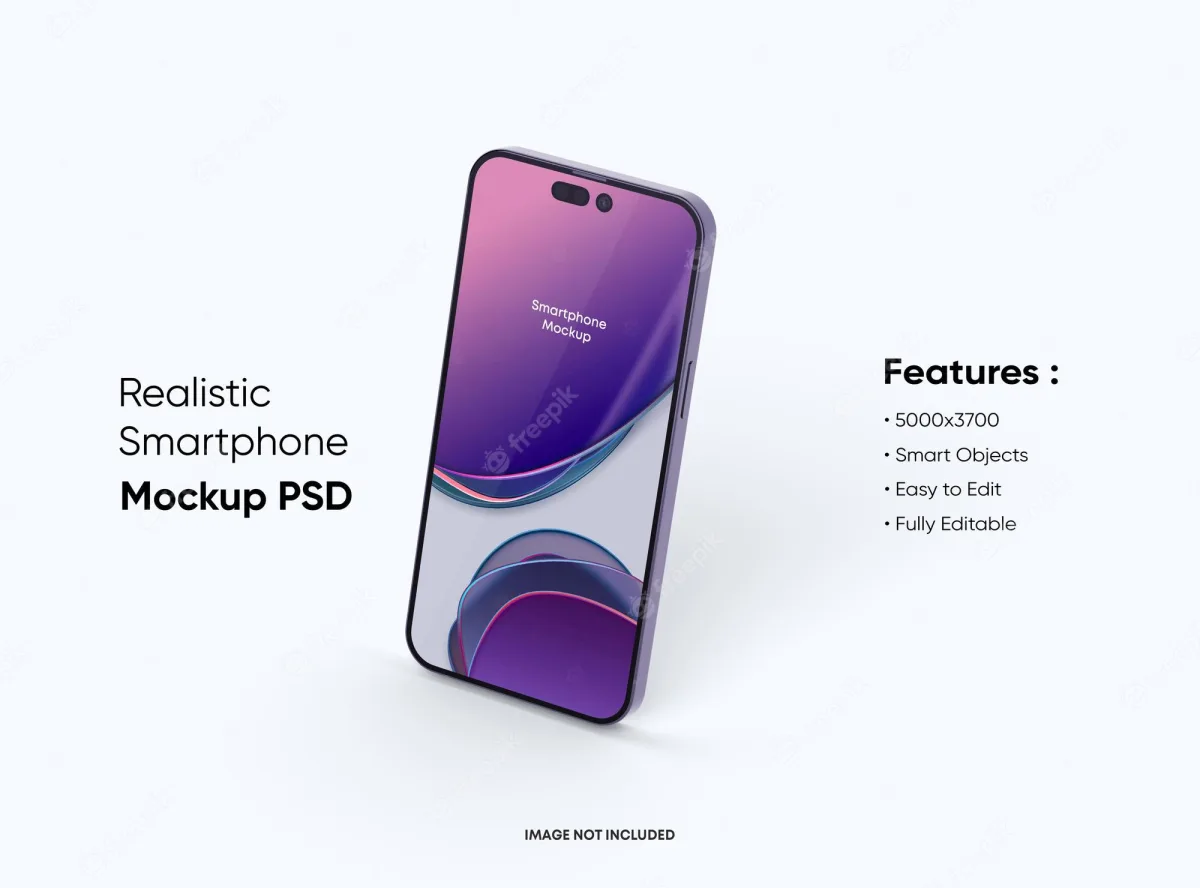 Realistic
Smartphone
Mockup PSD
Smartphone
Mockup
freepik
freepik
Features :
• 5000x3700
• Smart Objects
• Easy to Edit
• Fully Editable
IMAGE NOT INCLUDED